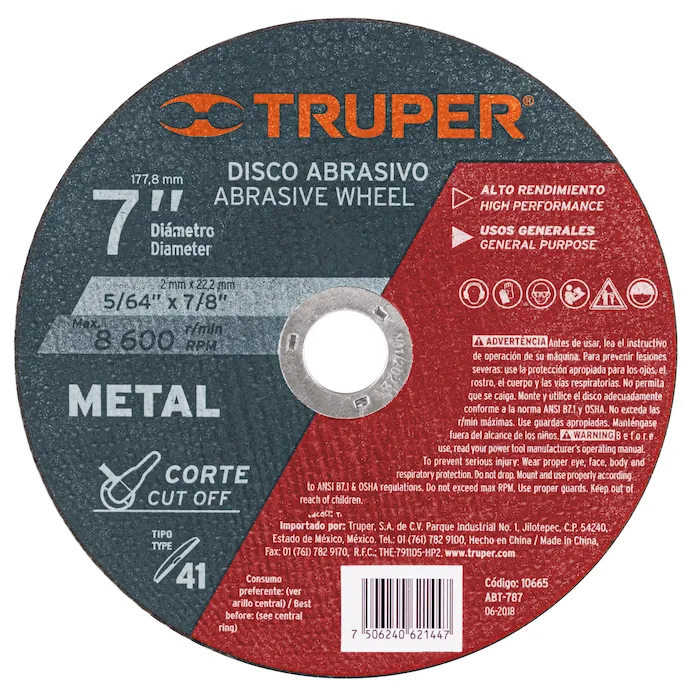 TRUPER®
DISCO ABRASIVO
ABRASIVE WHEEL
177,8 mm
7"
Diámetro
Diameter
2 mm x 22,2 mm
5/64" x 7/8"
Max. 8 600 r/min
RPM
METAL
CORTE
CUT OFF
TIPO
TYPE
41
ALTO RENDIMIENTO
HIGH PERFORMANCE
USOS GENERALES
GENERAL PURPOSE
ADVERTENCIA Antes de usar, lea el instructivo
de operación de su máquina. Para prevenir lesiones
severas: use la protección apropiada para los ojos, el
rostro, el cuerpo y las vías respiratorias. No permita
que se caiga. Monte y utilice el disco adecuadamente
conforme a la norma ANSI B7.1 y OSHA. No exceda las
r/min máximas. Use guardas apropiadas. Manténgase
fuera del alcance de los niños. WARNING Before
use, read your power tool manufacturer's operating manual.
To prevent serious injury: Wear proper eye, face, body and
respiratory protection. Do not drop. Mount and use properly according
to ANSI B7.1 & OSHA regulations. Do not exceed max RPM. Use proper guards. Keep out of
reach of children.
Importado por: Truper, S.A. de C.V. Parque Industrial No. 1, Jilotepec, C.P. 54240,
Estado de México, México. Tel.: 01 (761) 782 9100, Hecho en China / Made in China,
Fax: 01 (761) 782 9170, R.F.C.: THE-791105-HP2. www.truper.com
Consumo
preferente: (ver
arillo central) / Best
before: (see central
ring)
7 506240 621447
Código: 10665
ABT-787
06-2018